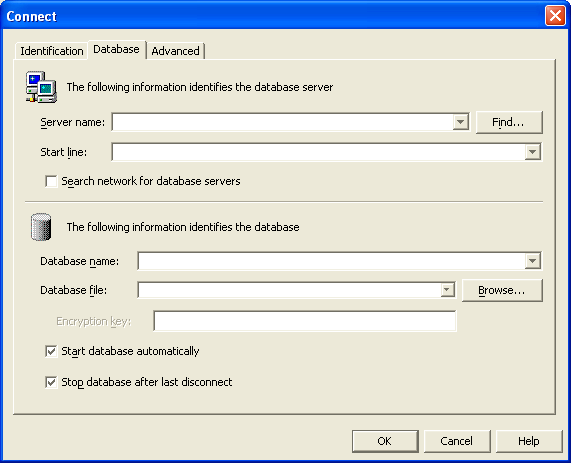 Connect
Identification Database Advanced
The following information identifies the database server
Server name: Find...
Start line:
Search network for database servers
The following information identifies the database
Database name:
Database file: Browse...
Encryption key:
Start database automatically
Stop database after last disconnect
OK Cancel Help